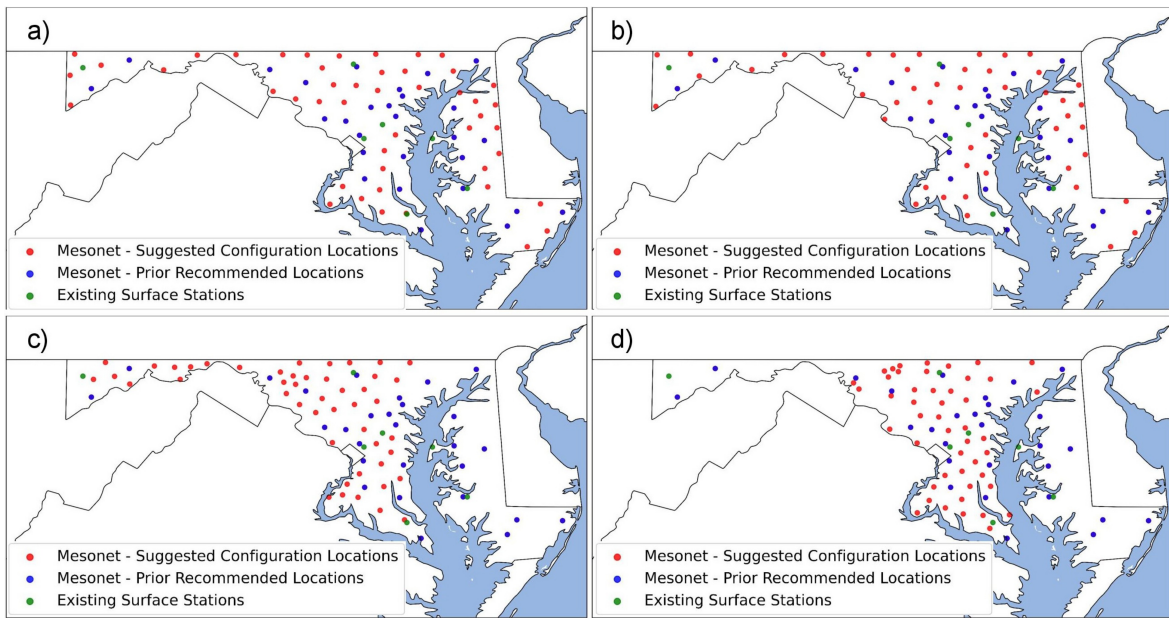 a)
Mesonet - Suggested Configuration Locations
Mesonet - Prior Recommended Locations
Existing Surface Stations
b)
Mesonet - Suggested Configuration Locations
Mesonet - Prior Recommended Locations
Existing Surface Stations
c)
Mesonet - Suggested Configuration Locations
Mesonet - Prior Recommended Locations
Existing Surface Stations
d)
Mesonet - Suggested Configuration Locations
Mesonet - Prior Recommended Locations
Existing Surface Stations